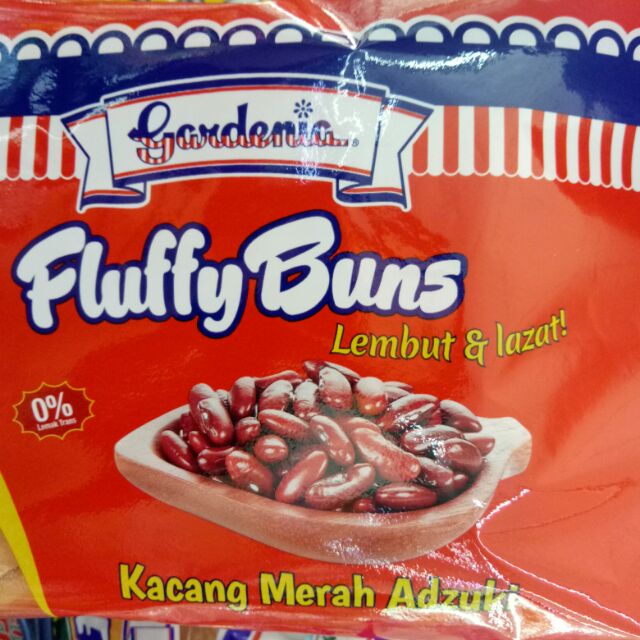 Gardenia
Fluffy Buns
Lembut & lazat!
0%
Lemak Trans
Kacang Merah Adzuki